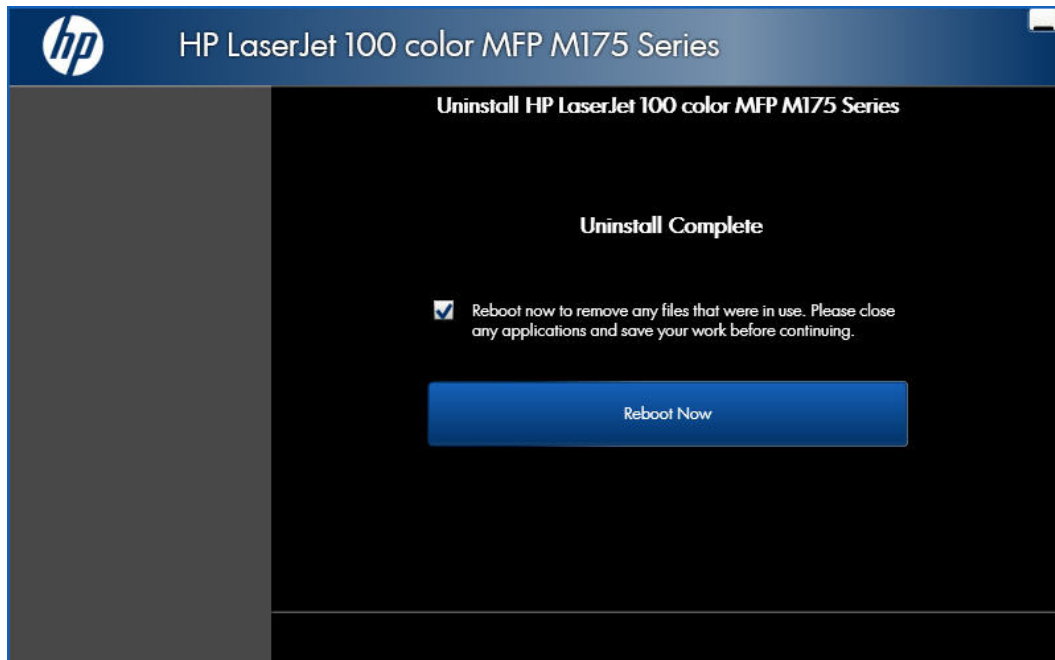 hp
HP LaserJet 100 color MFP M175 Series
Uninstall HP LaserJet 100 color MFP M175 Series
Uninstall Complete
Reboot now to remove any files that were in use. Please close
any applications and save your work before continuing.
Reboot Now